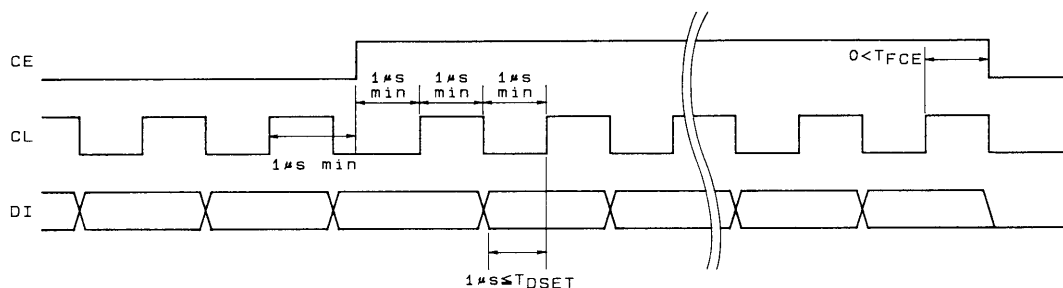 CE
0<TFCE
1μs min
1μs min
1μs min
CL
1μs min
DI
1μs≤TDSET